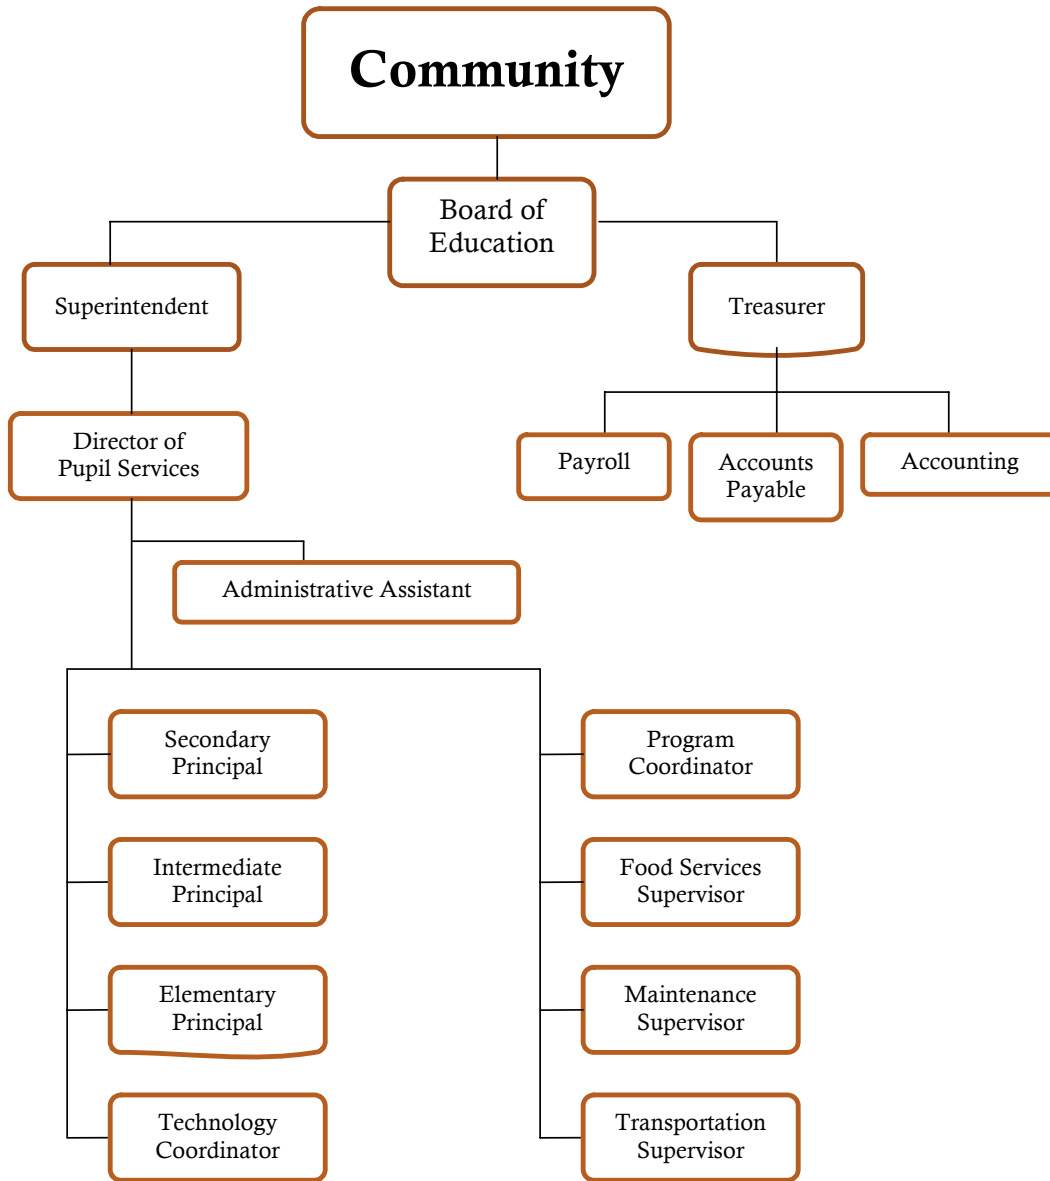 Community
Board of
Education
Superintendent
Treasurer
Director of
Pupil Services
Payroll
Accounts
Payable
Accounting
Administrative Assistant
Secondary
Principal
Program
Coordinator
Intermediate
Principal
Food Services
Supervisor
Elementary
Principal
Maintenance
Supervisor
Technology
Coordinator
Transportation
Supervisor